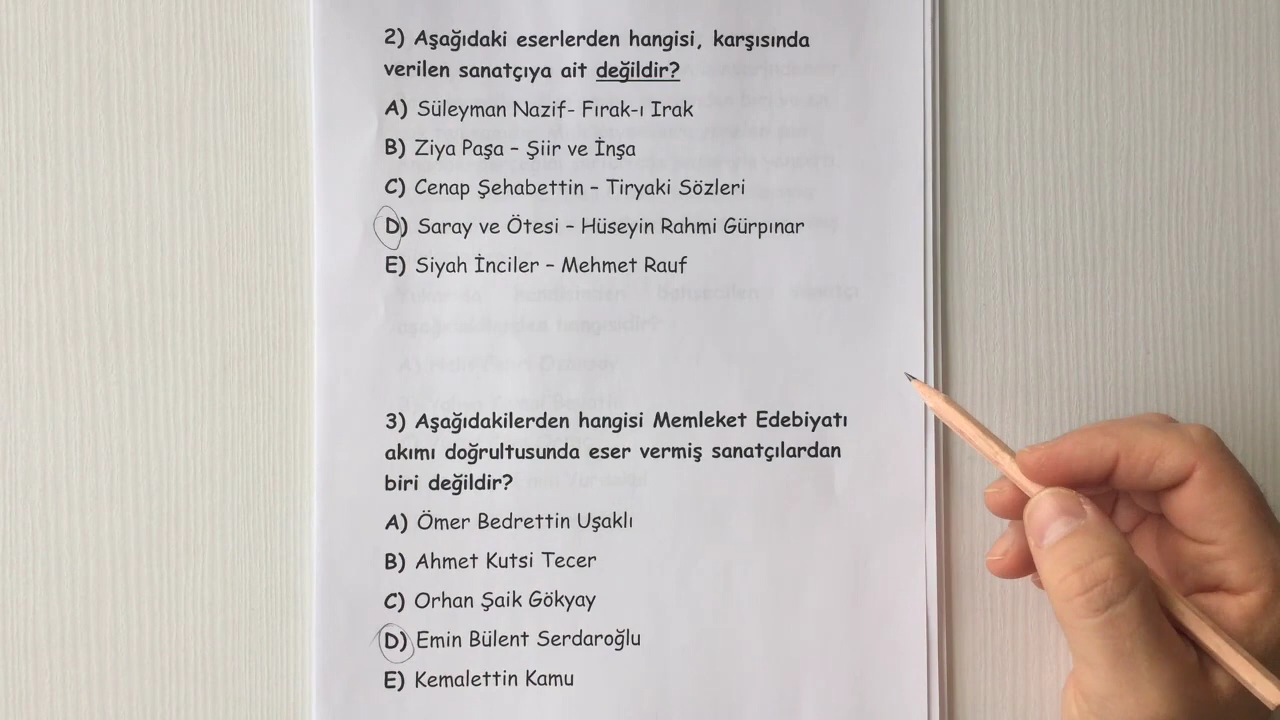 2) Aşağıdaki eserlerden hangisi, karşısında
verilen sanatçıya ait değildir?
A) Süleyman Nazif- Fırak-ı Irak
B) Ziya Paşa – Şiir ve İnşa
C) Cenap Şehabettin – Tiryaki Sözleri
D) Saray ve Ötesi – Hüseyin Rahmi Gürpınar
E) Siyah İnciler – Mehmet Rauf
3) Aşağıdakilerden hangisi Memleket Edebiyatı
akımı doğrultusunda eser vermiş sanatçılardan
biri değildir?
A) Ömer Bedrettin Uşaklı
B) Ahmet Kutsi Tecer
C) Orhan Şaik Gökyay
D) Emin Bülent Serdaroğlu
E) Kemalettin Kamu